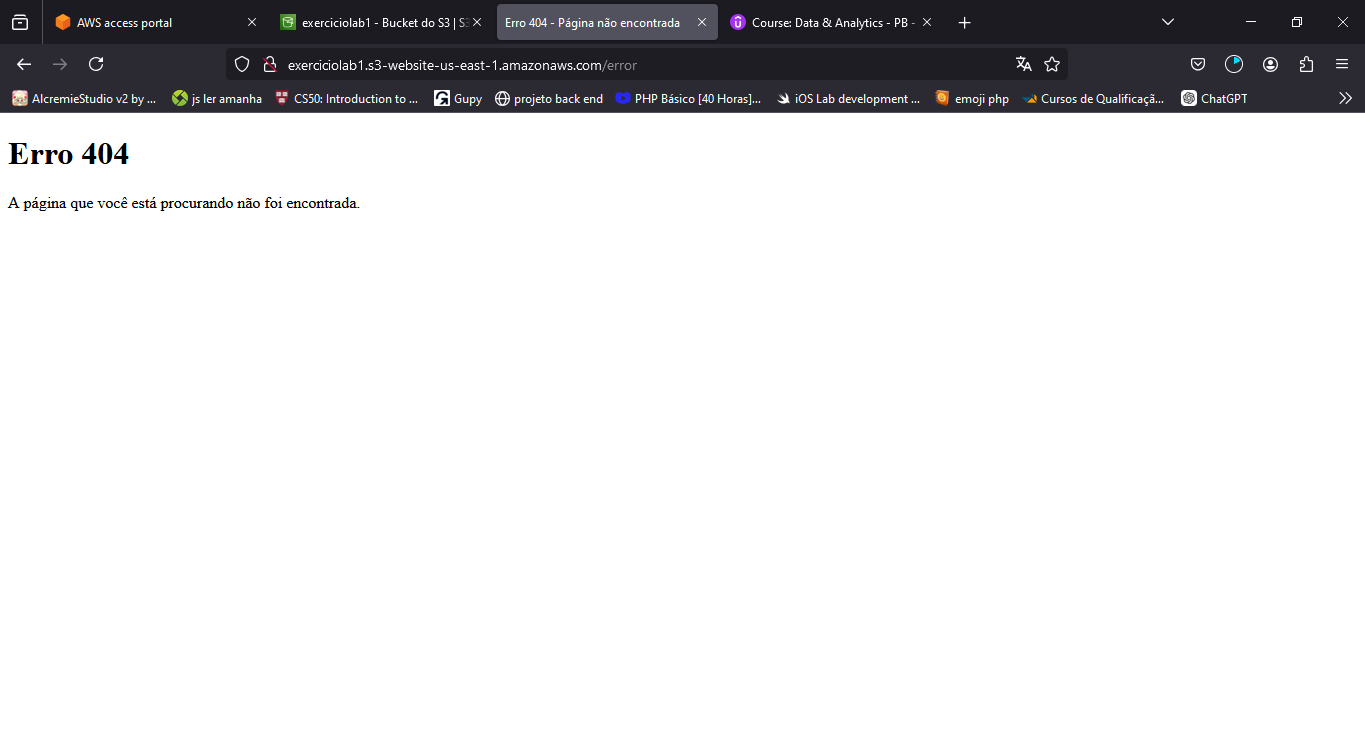 AWS access portal
exerciciolab1 - Bucket do S3 | S3
Erro 404 - Página não encontrada
Course: Data & Analytics - PB -
exerciciolab1.s3-website-us-east-1.amazonaws.com/error
AlcremieStudio v2 by ...
js ler amanha
CS50: Introduction to ...
Gupy
projeto back end
PHP Básico [40 Horas]...
iOS Lab development ...
emoji php
Cursos de Qualificaçã...
ChatGPT
Erro 404
A página que você está procurando não foi encontrada.